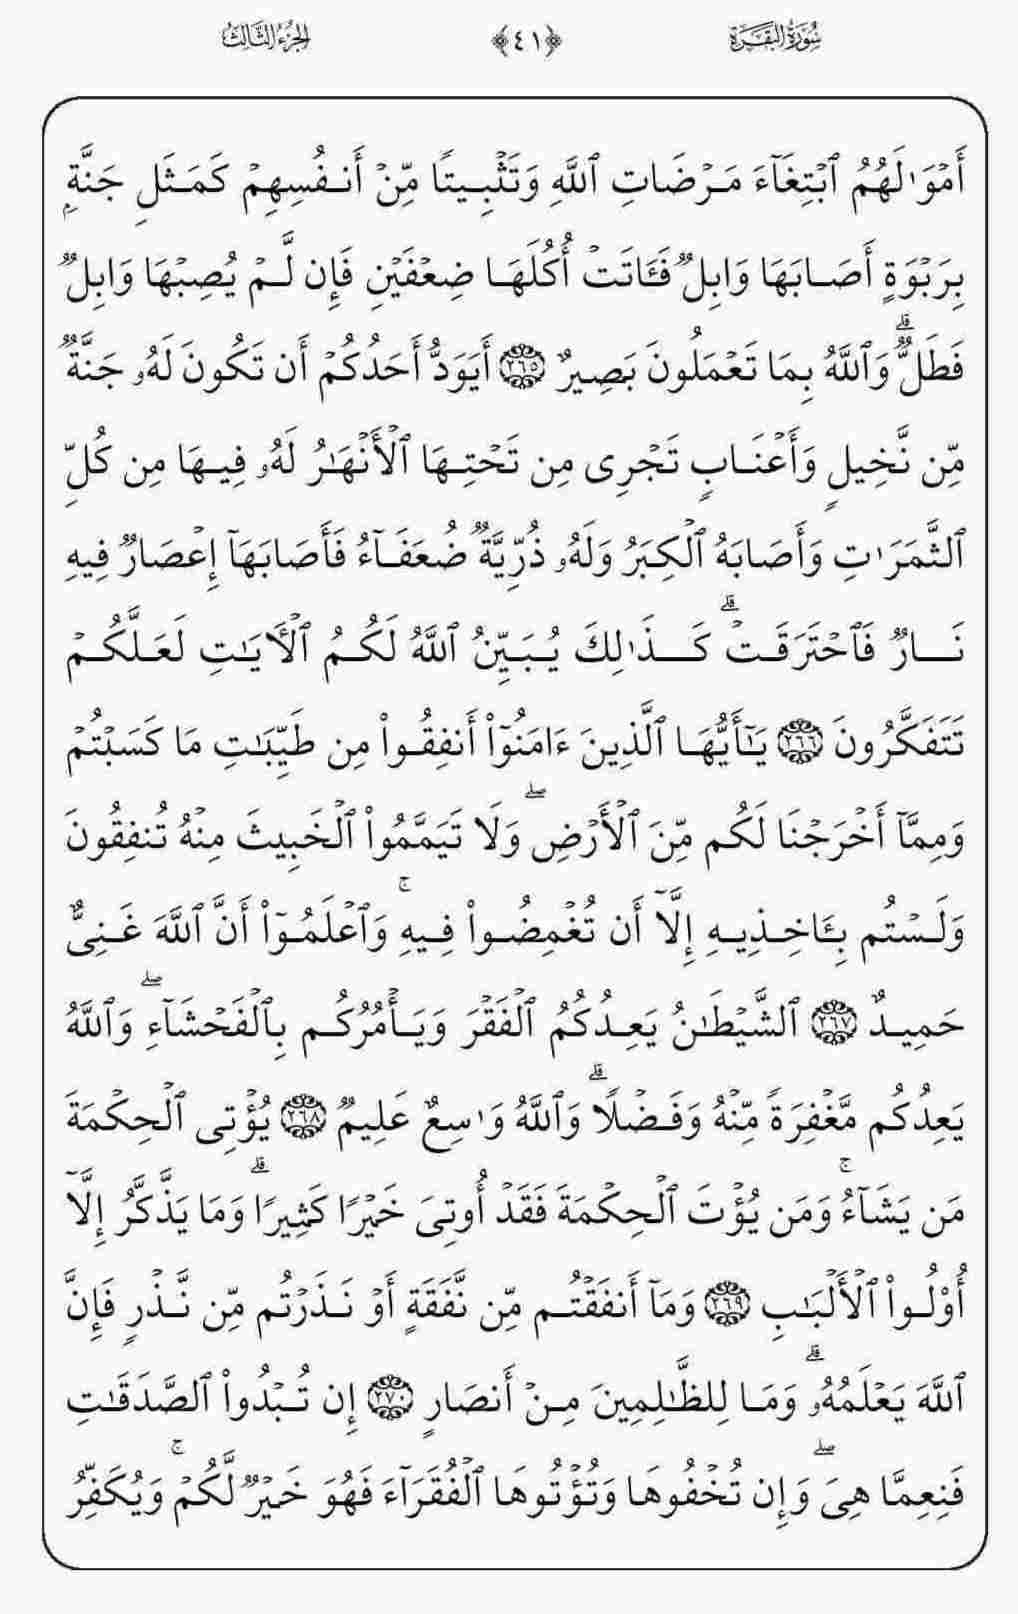 سُورَةُ البَقَرَة ﴿٤١﴾ الجُزْءُ الثَّالِثُ
أَمۡوَٰلَهُمُ ٱبۡتِغَآءَ مَرۡضَاتِ ٱللَّهِ وَتَثۡبِيتٗا مِّنۡ أَنفُسِهِمۡ كَمَثَلِ جَنَّةِۭ
بِرَبۡوَةٍ أَصَابَهَا وَابِلٞ فَـَٔاتَتۡ أُكُلَهَا ضِعۡفَيۡنِ فَإِن لَّمۡ يُصِبۡهَا وَابِلٞ
فَطَلّٞۗ وَٱللَّهُ بِمَا تَعۡمَلُونَ بَصِيرٌ ٢٦٥ أَيَوَدُّ أَحَدُكُمۡ أَن تَكُونَ لَهُۥ جَنَّةٞ
مِّن نَّخِيلٖ وَأَعۡنَابٖ تَجۡرِي مِن تَحۡتِهَا ٱلۡأَنۡهَٰرُ لَهُۥ فِيهَا مِن كُلِّ
ٱلثَّمَرَٰتِ وَأَصَابَهُ ٱلۡكِبَرُ وَلَهُۥ ذُرِّيَّةٞ ضُعَفَآءُ فَأَصَابَهَآ إِعۡصَارٞ فِيهِ
نَارٞ فَٱحۡتَرَقَتۡۗ كَذَٰلِكَ يُبَيِّنُ ٱللَّهُ لَكُمُ ٱلۡأٓيَٰتِ لَعَلَّكُمۡ
تَتَفَكَّرُونَ ٢٦٦ يَٰٓأَيُّهَا ٱلَّذِينَ ءَامَنُوٓاْ أَنفِقُواْ مِن طَيِّبَٰتِ مَا كَسَبۡتُمۡ
وَمِمَّآ أَخۡرَجۡنَا لَكُم مِّنَ ٱلۡأَرۡضِۖ وَلَا تَيَمَّمُواْ ٱلۡخَبِيثَ مِنۡهُ تُنفِقُونَ
وَلَسۡتُم بِـَٔاخِذِيهِ إِلَّآ أَن تُغۡمِضُواْ فِيهِۚ وَٱعۡلَمُوٓاْ أَنَّ ٱللَّهَ غَنِيٌّ
حَمِيدٌ ٢٦٧ ٱلشَّيۡطَٰنُ يَعِدُكُمُ ٱلۡفَقۡرَ وَيَأۡمُرُكُم بِٱلۡفَحۡشَآءِۖ وَٱللَّهُ
يَعِدُكُم مَّغۡفِرَةٗ مِّنۡهُ وَفَضۡلٗاۗ وَٱللَّهُ وَٰسِعٌ عَلِيمٞ ٢٦٨ يُؤۡتِي ٱلۡحِكۡمَةَ
مَن يَشَآءُۚ وَمَن يُؤۡتَ ٱلۡحِكۡمَةَ فَقَدۡ أُوتِيَ خَيۡرٗا كَثِيرٗاۗ وَمَا يَذَّكَّرُ إِلَّآ
أُوْلُواْ ٱلۡأَلۡبَٰبِ ٢٦٩ وَمَآ أَنفَقۡتُم مِّن نَّفَقَةٍ أَوۡ نَذَرۡتُم مِّن نَّذۡرٖ فَإِنَّ
ٱللَّهَ يَعۡلَمُهُۥۗ وَمَا لِلظَّٰلِمِينَ مِنۡ أَنصَارٍ ٢٧٠ إِن تُبۡدُواْ ٱلصَّدَقَٰتِ
فَنِعِمَّا هِيَۖ وَإِن تُخۡفُوهَا وَتُؤۡتُوهَا ٱلۡفُقَرَآءَ فَهُوَ خَيۡرٞ لَّكُمۡۚ وَيُكَفِّرُ